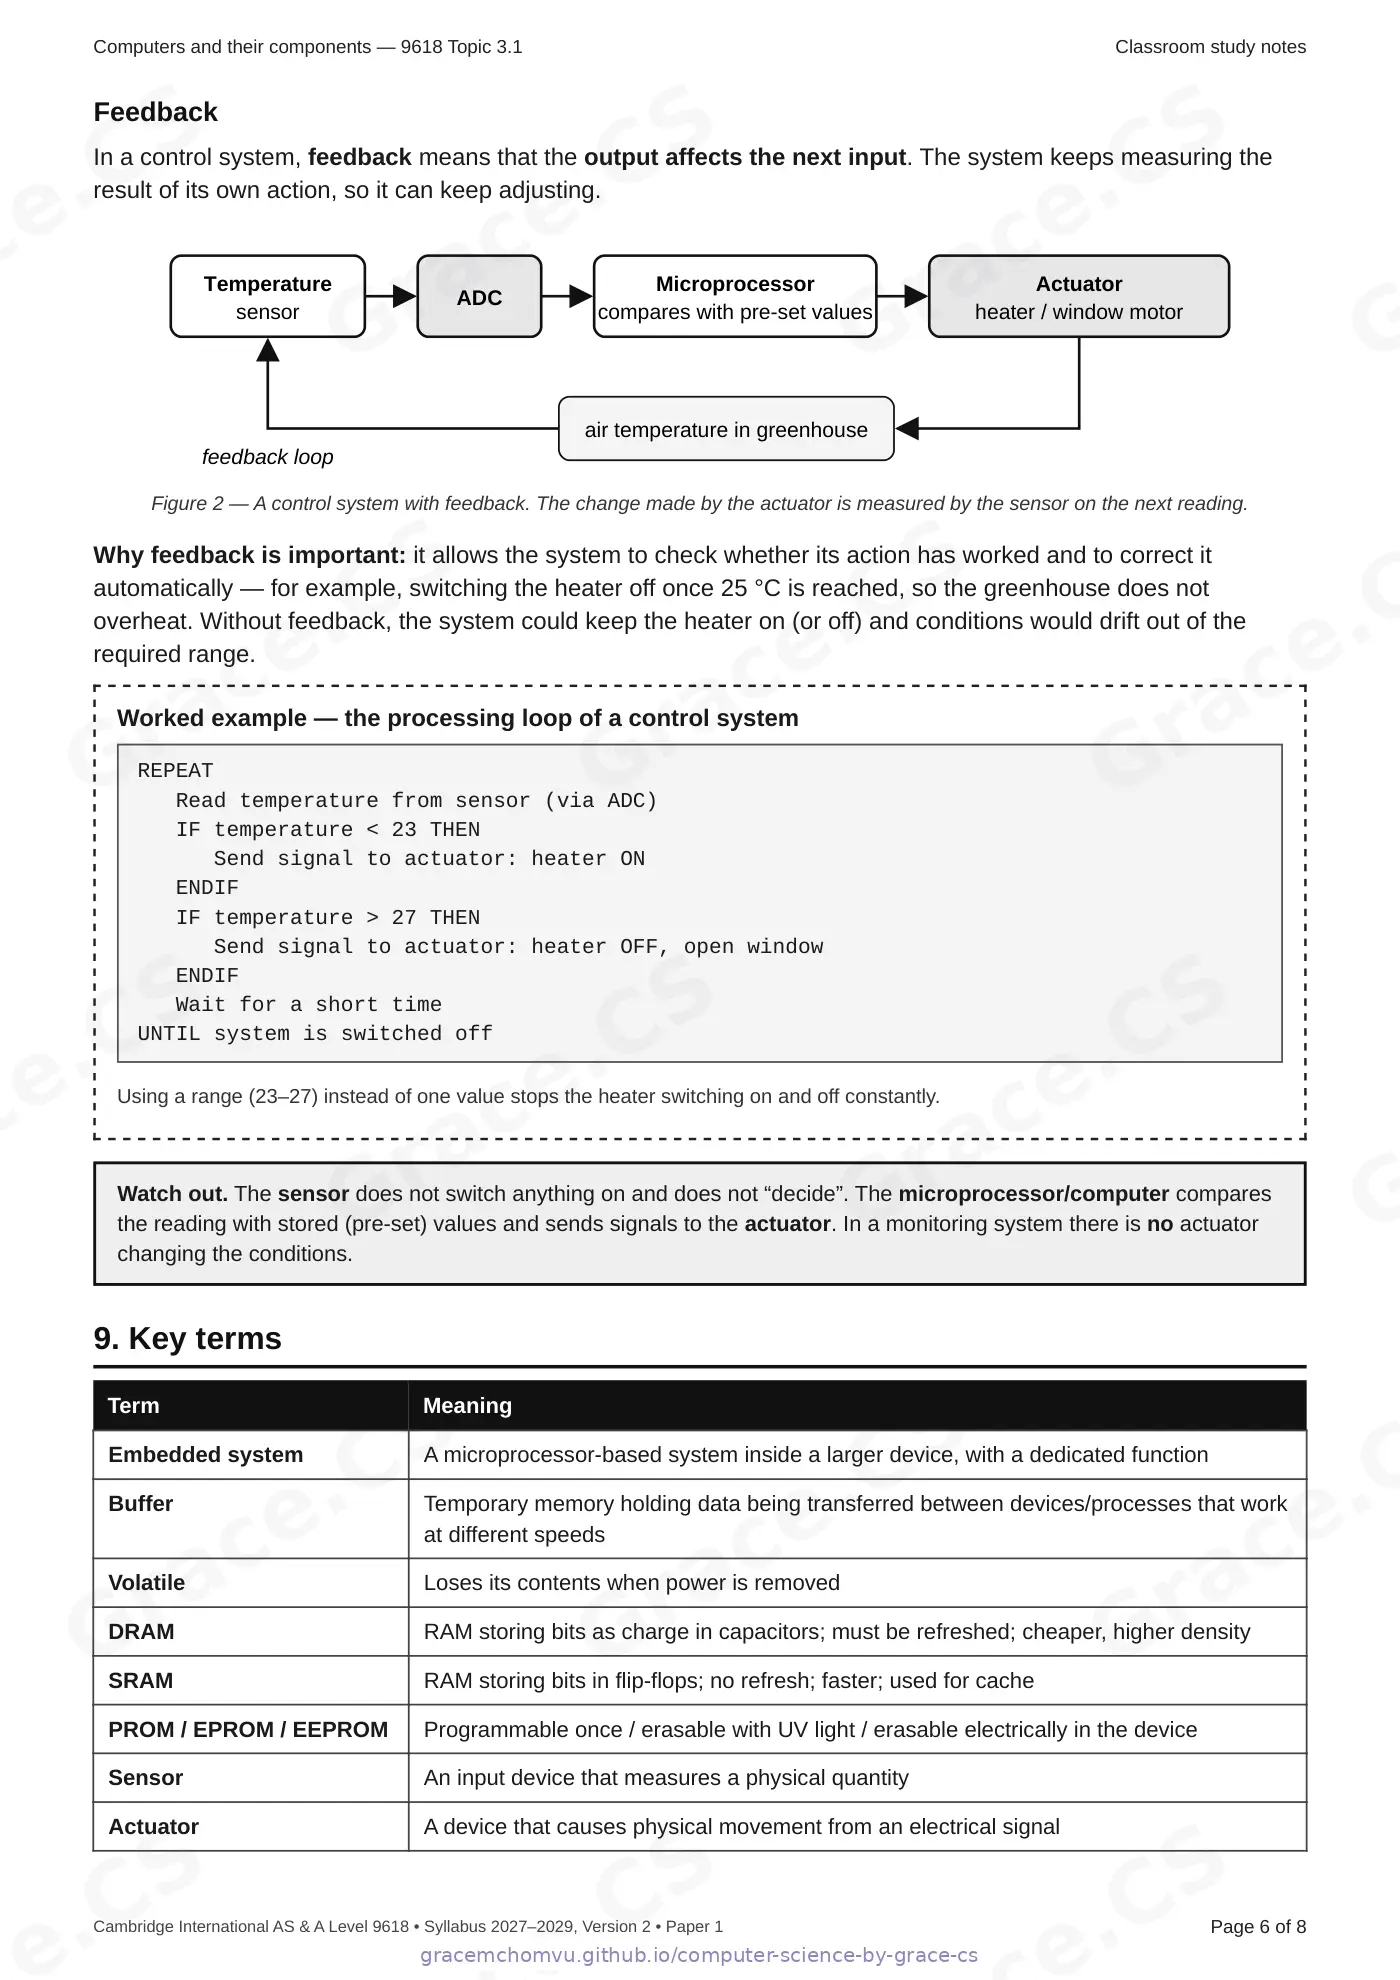 Computers and their components — 9618 Topic 3.1
Classroom study notes
Feedback
In a control system, feedback means that the output affects the next input. The system keeps measuring the
result of its own action, so it can keep adjusting.
Temperature
sensor
ADC
Microprocessor
compares with pre-set values
Actuator
heater / window motor
air temperature in greenhouse
feedback loop
Figure 2 — A control system with feedback. The change made by the actuator is measured by the sensor on the next reading.
Why feedback is important: it allows the system to check whether its action has worked and to correct it
automatically — for example, switching the heater off once 25 °C is reached, so the greenhouse does not
overheat. Without feedback, the system could keep the heater on (or off) and conditions would drift out of the
required range.
Worked example — the processing loop of a control system
REPEAT
   Read temperature from sensor (via ADC)
   IF temperature < 23 THEN
      Send signal to actuator: heater ON
   ENDIF
   IF temperature > 27 THEN
      Send signal to actuator: heater OFF, open window
   ENDIF
   Wait for a short time
UNTIL system is switched off
Using a range (23–27) instead of one value stops the heater switching on and off constantly.
Watch out. The sensor does not switch anything on and does not “decide”. The microprocessor/computer compares
the reading with stored (pre-set) values and sends signals to the actuator. In a monitoring system there is no actuator
changing the conditions.
9. Key terms
Term Meaning
Embedded system A microprocessor-based system inside a larger device, with a dedicated function
Buffer Temporary memory holding data being transferred between devices/processes that work
at different speeds
Volatile Loses its contents when power is removed
DRAM RAM storing bits as charge in capacitors; must be refreshed; cheaper, higher density
SRAM RAM storing bits in flip-flops; no refresh; faster; used for cache
PROM / EPROM / EEPROM Programmable once / erasable with UV light / erasable electrically in the device
Sensor An input device that measures a physical quantity
Actuator A device that causes physical movement from an electrical signal
Cambridge International AS & A Level 9618 • Syllabus 2027–2029, Version 2 • Paper 1
Page 6 of 8
gracemchomvu.github.io/computer-science-by-grace-cs
Grace.CS